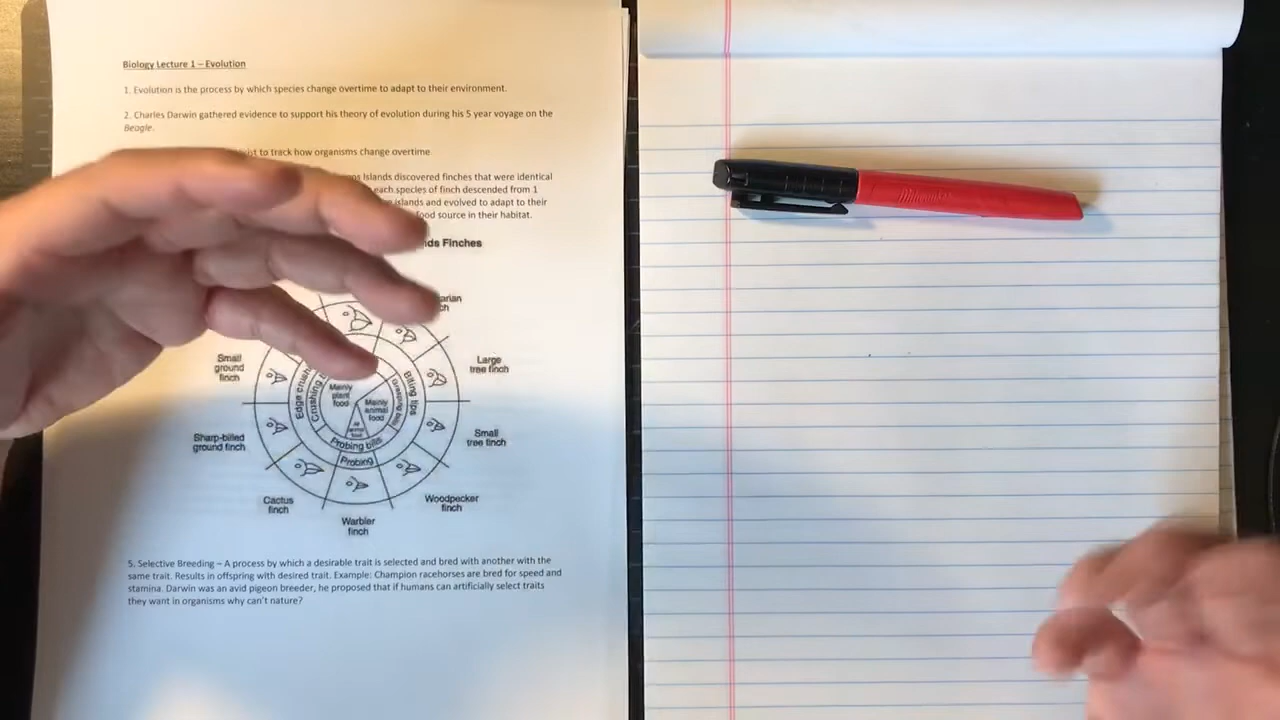 Biology Lecture 1 – Evolution
1. Evolution is the process by which species change overtime to adapt to their environment.
2. Charles Darwin gathered evidence to support his theory of evolution during his 5 year voyage on the
Beagle.
to track how organisms change overtime.
Islands discovered finches that were identical
each species of finch descended from 1
islands and evolved to adapt to their
food source in their habitat.
Finches
Large
tree finch
Small
ground
finch
Edge crush
Crushing
Biting tips
Mainly
plant
food
Mainly
animal
food
Small
tree finch
Sharp-billed
ground finch
Probing bills
Probing
Cactus
finch
Woodpecker
finch
Warbler
finch
5. Selective Breeding – A process by which a desirable trait is selected and bred with another with the
same trait. Results in offspring with desired trait. Example: Champion racehorses are bred for speed and
stamina. Darwin was an avid pigeon breeder, he proposed that if humans can artificially select traits
they want in organisms why can't nature?